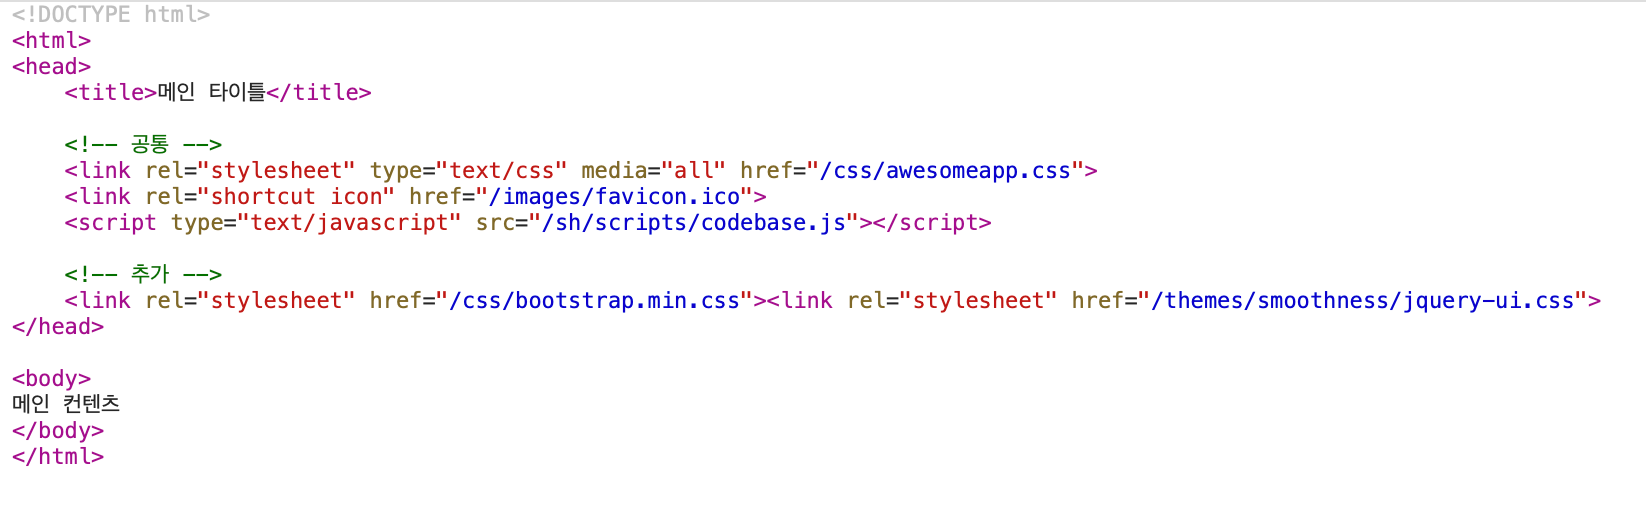 <!DOCTYPE html>
<html>
<head>
    <title>메인 타이틀</title>

    <!-- 공통 -->
    <link rel="stylesheet" type="text/css" media="all" href="/css/awesomeapp.css">
    <link rel="shortcut icon" href="/images/favicon.ico">
    <script type="text/javascript" src="/sh/scripts/codebase.js"></script>

    <!-- 추가 -->
    <link rel="stylesheet" href="/css/bootstrap.min.css"><link rel="stylesheet" href="/themes/smoothness/jquery-ui.css">
</head>

<body>
메인 컨텐츠
</body>
</html>